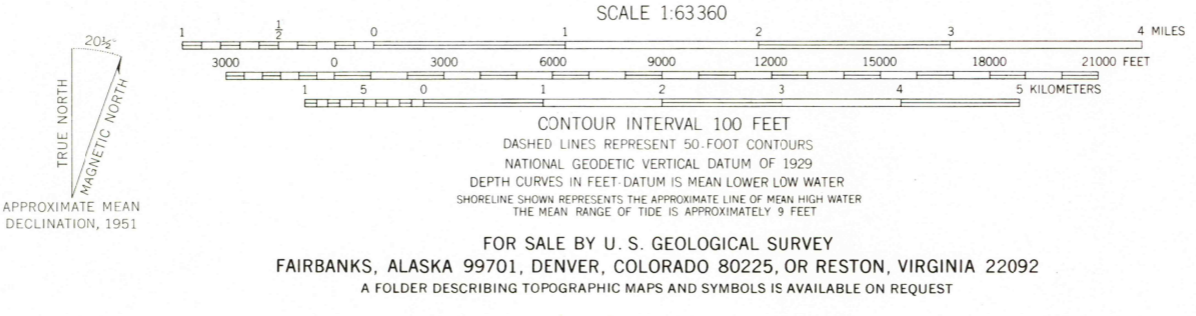 SCALE 1:63360
1 ½ 0 1 2 3 4 MILES
3000 0 3000 6000 9000 12000 15000 18000 21000 FEET
1 5 0 1 2 3 4 5 KILOMETERS
20½°
TRUE NORTH
MAGNETIC NORTH
APPROXIMATE MEAN
DECLINATION, 1951
CONTOUR INTERVAL 100 FEET
DASHED LINES REPRESENT 50-FOOT CONTOURS
NATIONAL GEODETIC VERTICAL DATUM OF 1929
DEPTH CURVES IN FEET-DATUM IS MEAN LOWER LOW WATER
SHORELINE SHOWN REPRESENTS THE APPROXIMATE LINE OF MEAN HIGH WATER
THE MEAN RANGE OF TIDE IS APPROXIMATELY 9 FEET
FOR SALE BY U. S. GEOLOGICAL SURVEY
FAIRBANKS, ALASKA 99701, DENVER, COLORADO 80225, OR RESTON, VIRGINIA 22092
A FOLDER DESCRIBING TOPOGRAPHIC MAPS AND SYMBOLS IS AVAILABLE ON REQUEST